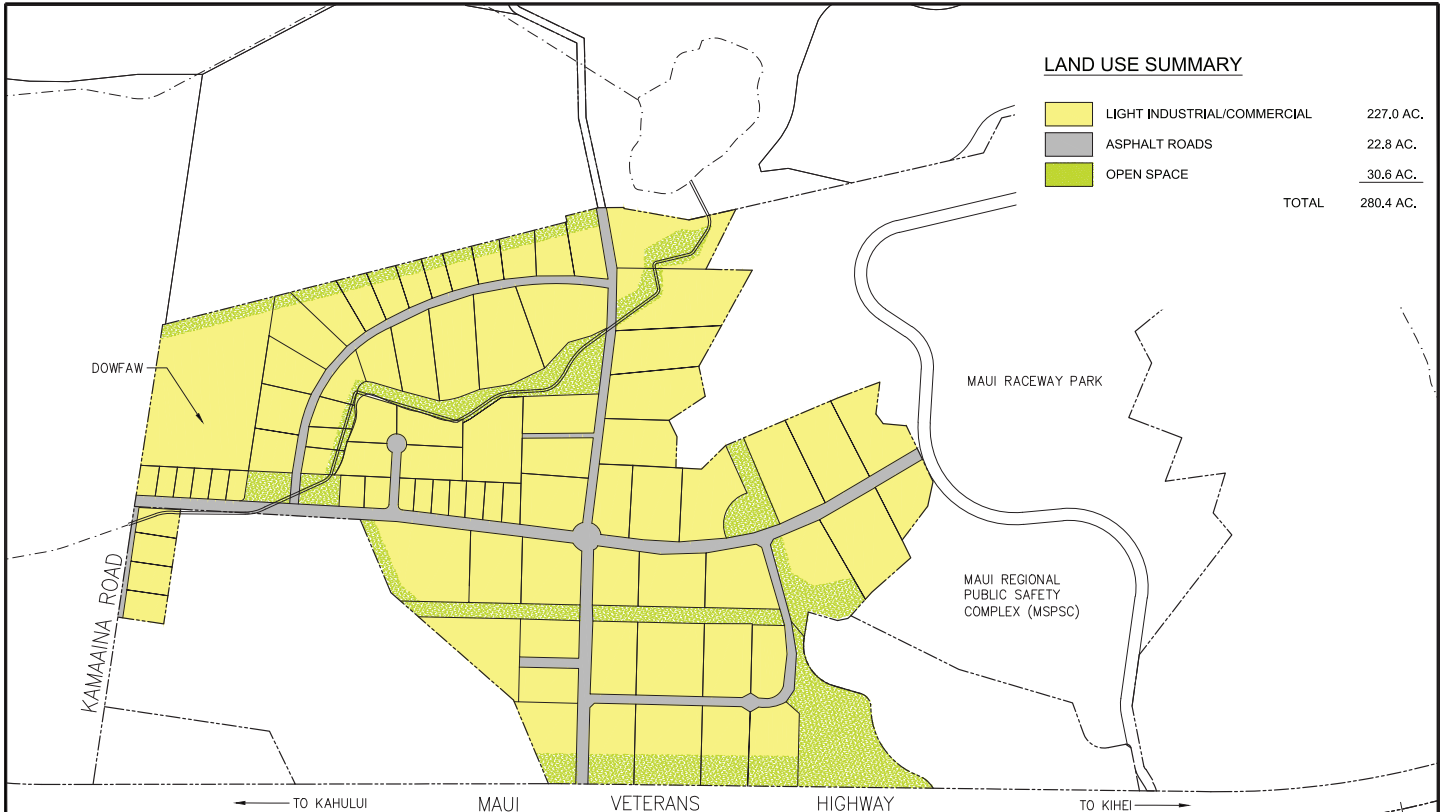 LAND USE SUMMARY
LIGHT INDUSTRIAL/COMMERCIAL 227.0 AC.
ASPHALT ROADS 22.8 AC.
OPEN SPACE 30.6 AC.
TOTAL 280.4 AC.
DOWFAW
MAUI RACEWAY PARK
KAMAAINA ROAD
MAUI REGIONAL
PUBLIC SAFETY
COMPLEX (MSPSC)
TO KAHULUI MAUI VETERANS HIGHWAY TO KIHEI